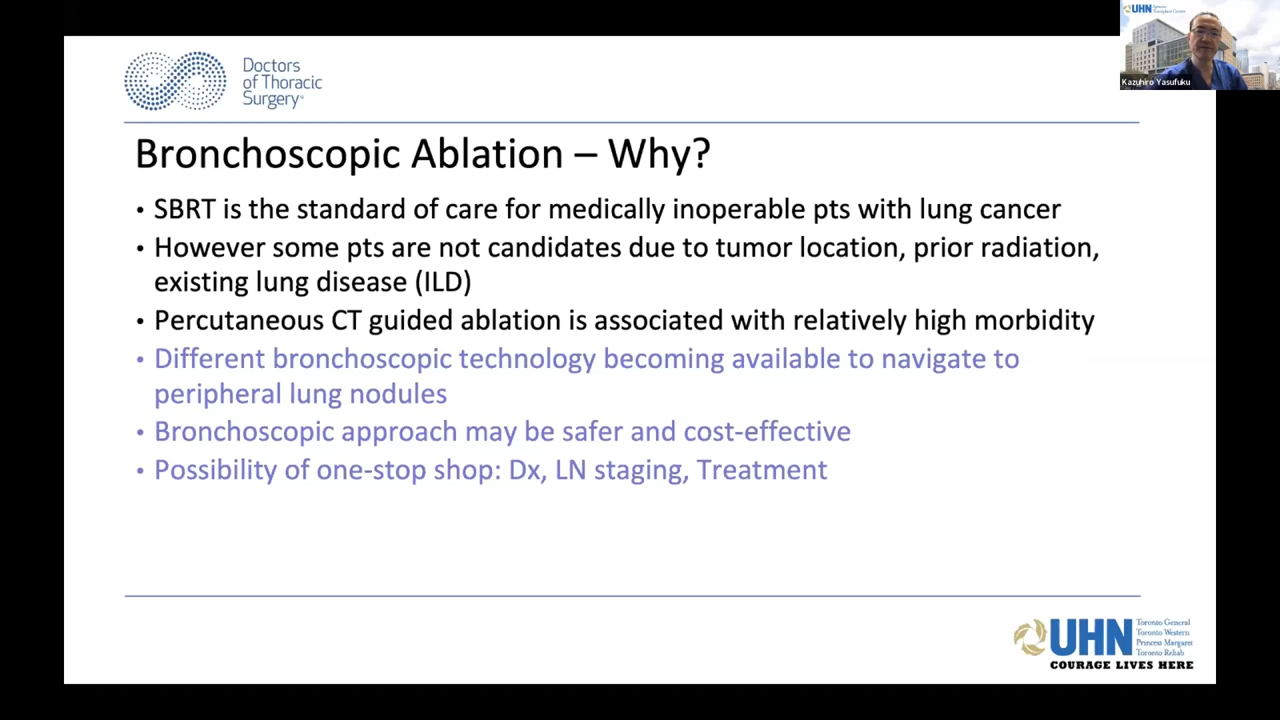 UHN
Kazuhiro Yasufuku
Doctors
of Thoracic
Surgery
Bronchoscopic Ablation – Why?
• SBRT is the standard of care for medically inoperable pts with lung cancer
• However some pts are not candidates due to tumor location, prior radiation,
existing lung disease (ILD)
• Percutaneous CT guided ablation is associated with relatively high morbidity
• Different bronchoscopic technology becoming available to navigate to
peripheral lung nodules
• Bronchoscopic approach may be safer and cost-effective
• Possibility of one-stop shop: Dx, LN staging, Treatment
UHN
Toronto General
Toronto Western
Princess Margaret
Toronto Rehab
COURAGE LIVES HERE